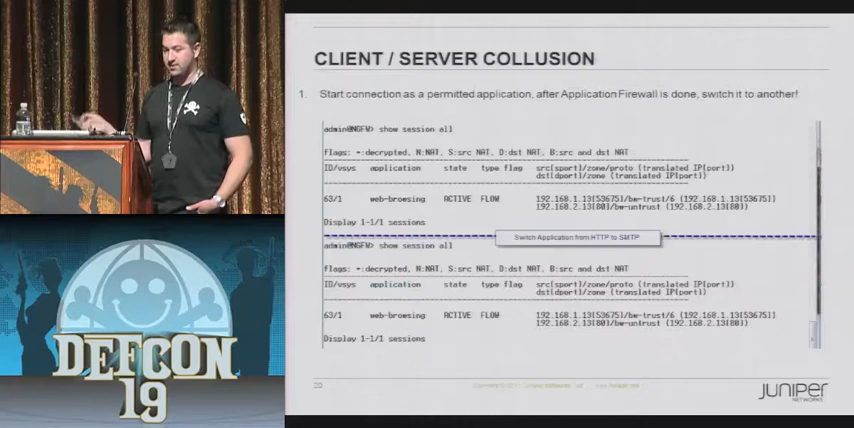 CLIENT / SERVER COLLUSION
1. Start connection as a permitted application, after Application Firewall is done, switch it to another!
admin@NGFW> show session all
flags: *:decrypted, N:NAT, S:src NAT, D:dst NAT, B:src and dst NAT
ID/vsys application state type flag src[sport]/zone/proto (translated IP[port])
dst[dport]/zone (translated IP[port])
63/1 web-browsing ACTIVE FLOW 192.168.1.13[53675]/bw-trust/6 (192.168.1.13[53675])
192.168.2.13[80]/bw-untrust (192.168.2.13[80])
Display 1-1/1 sessions
Switch Application from HTTP to SMTP
admin@NGFW> show session all
flags: *:decrypted, N:NAT, S:src NAT, D:dst NAT, B:src and dst NAT
ID/vsys application state type flag src[sport]/zone/proto (translated IP[port])
dst[dport]/zone (translated IP[port])
63/1 web-browsing ACTIVE FLOW 192.168.1.13[53675]/bw-trust/6 (192.168.1.13[53675])
192.168.2.13[80]/bw-untrust (192.168.2.13[80])
Display 1-1/1 sessions
JUNIPER
NETWORKS
DEFCON
19